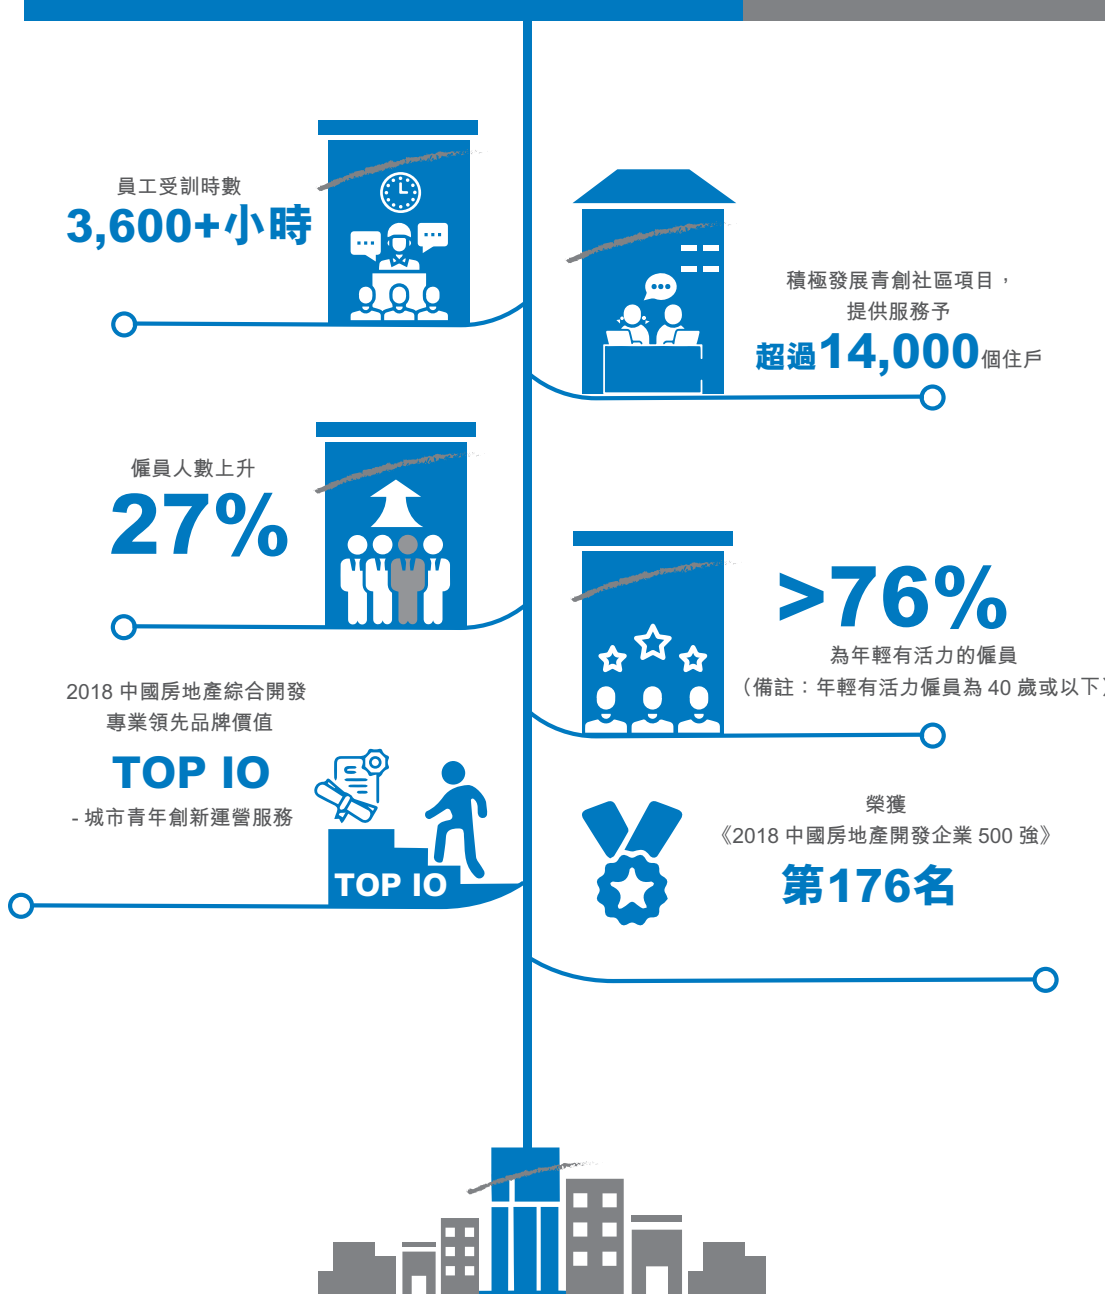 員工受訓時數
3,600+小時
積極發展青創社區項目，
提供服務予
超過14,000個住戶
僱員人數上升
27%
>76%
為年輕有活力的僱員
（備註：年輕有活力僱員為 40 歲或以下）
2018 中國房地產綜合開發
專業領先品牌價值
TOP IO
- 城市青年創新運營服務
TOP IO
榮獲
《2018 中國房地產開發企業 500 強》
第176名